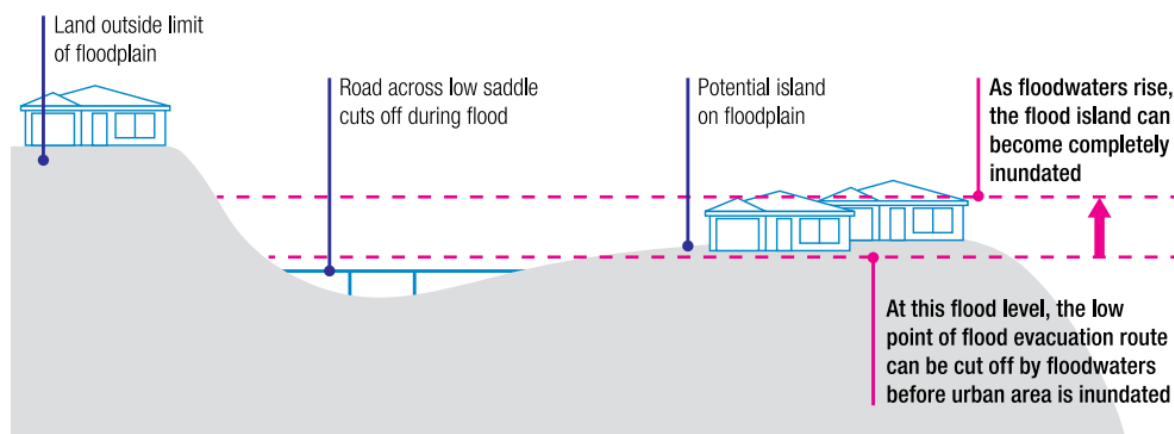 Land outside limit
of floodplain
Road across low saddle
cuts off during flood
Potential island
on floodplain
As floodwaters rise,
the flood island can
become completely
inundated
At this flood level, the low
point of flood evacuation route
can be cut off by floodwaters
before urban area is inundated